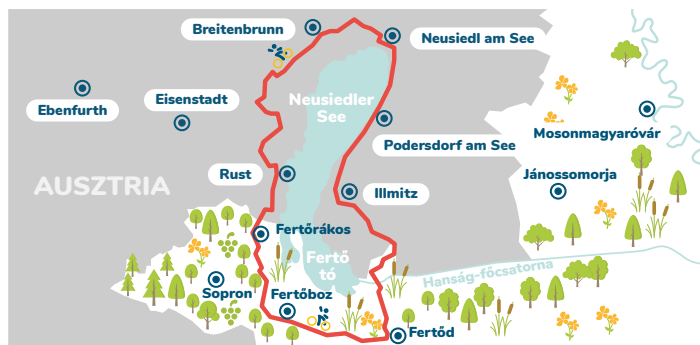 Breitenbrunn
Neusiedl am See
Ebenfurth
Eisenstadt
Neusiedler
See
Mosonmagyaróvár
Podersdorf am See
Rust
Jánossomorja
AUSZTRIA
Illmitz
Fertőrákos
Fertő
tó
Hanság-főcsatorna
Sopron
Fertőboz
Fertőd